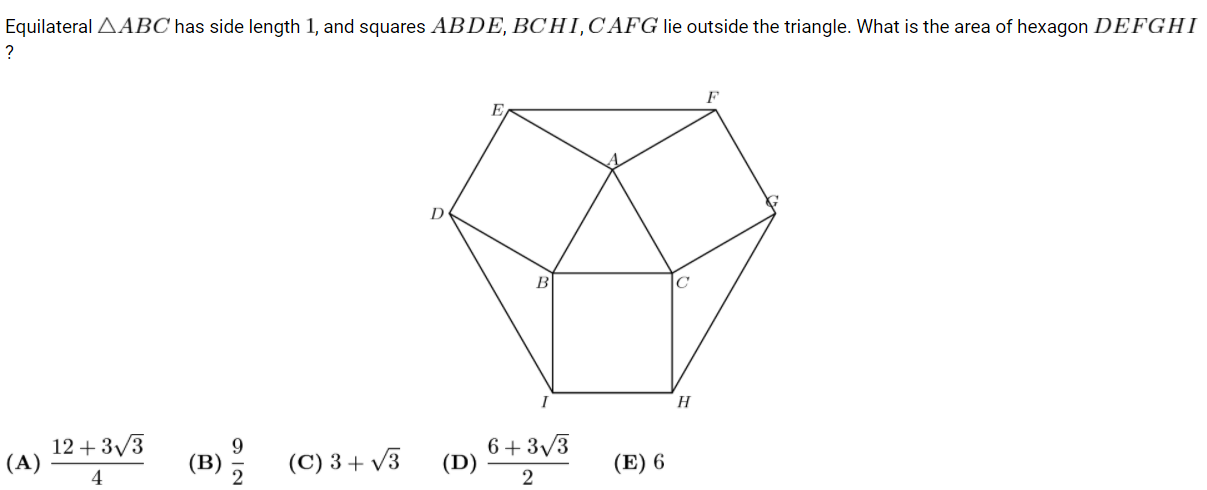 Equilateral △ABC has side length 1, and squares ABDE, BCHI, CAFG lie outside the triangle. What is the area of hexagon DEFGHI
?
F
E
A
G
D
B
C
I
H
(A) \frac{12+3\sqrt{3}}{4} (B) \frac{9}{2} (C) 3+\sqrt{3} (D) \frac{6+3\sqrt{3}}{2} (E) 6